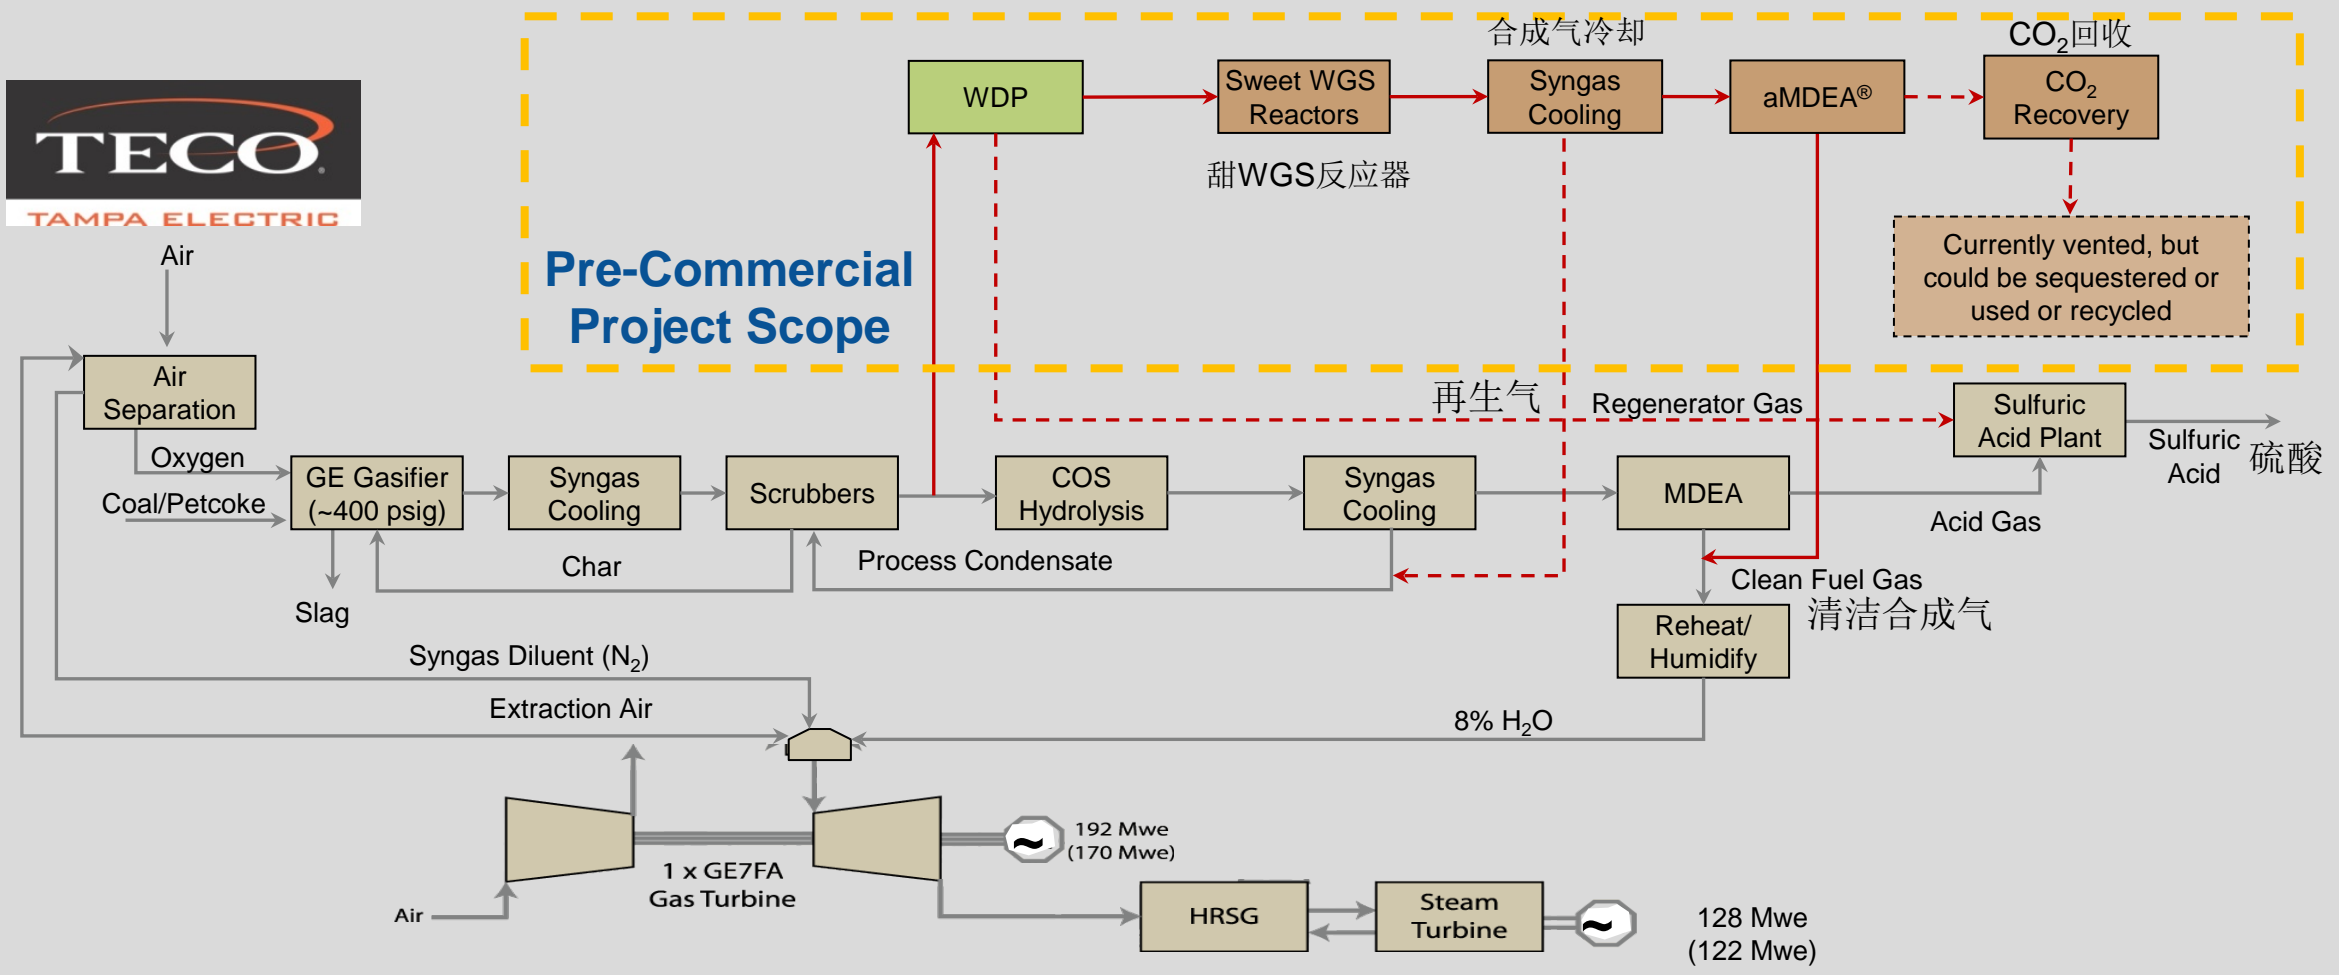 合成气冷却
CO₂回收
WDP
Sweet WGS
Reactors
Syngas
Cooling
aMDEA®
CO₂
Recovery
甜WGS反应器
TECO.
TAMPA ELECTRIC
Pre-Commercial
Project Scope
Currently vented, but
could be sequestered or
used or recycled
Air
Air
Separation
再生气
Regenerator Gas
Sulfuric
Acid Plant
Sulfuric
Acid
硫酸
Oxygen
Coal/Petcoke
GE Gasifier
(~400 psig)
Syngas
Cooling
Scrubbers
COS
Hydrolysis
Syngas
Cooling
MDEA
Acid Gas
Char
Process Condensate
Slag
Clean Fuel Gas
清洁合成气
Reheat/
Humidify
Syngas Diluent (N₂)
Extraction Air
8% H₂O
192 Mwe
(170 Mwe)
1 x GE7FA
Gas Turbine
Air
HRSG
Steam
Turbine
128 Mwe
(122 Mwe)